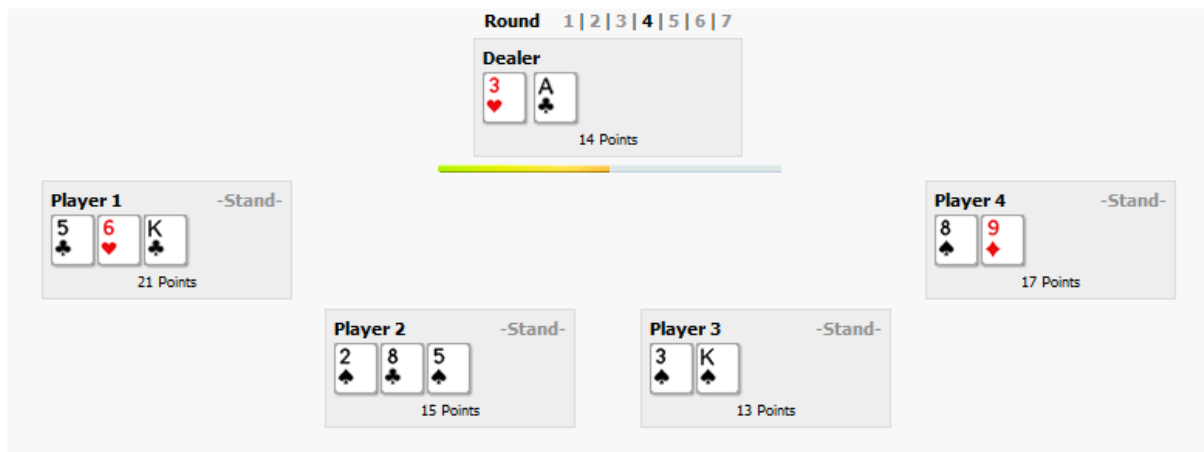 Round 1 | 2 | 3 | 4 | 5 | 6 | 7
Dealer
3 A
14 Points
Player 1 -Stand-
5 6 K
21 Points
Player 4 -Stand-
8 9
17 Points
Player 2 -Stand-
2 8 5
15 Points
Player 3 -Stand-
3 K
13 Points